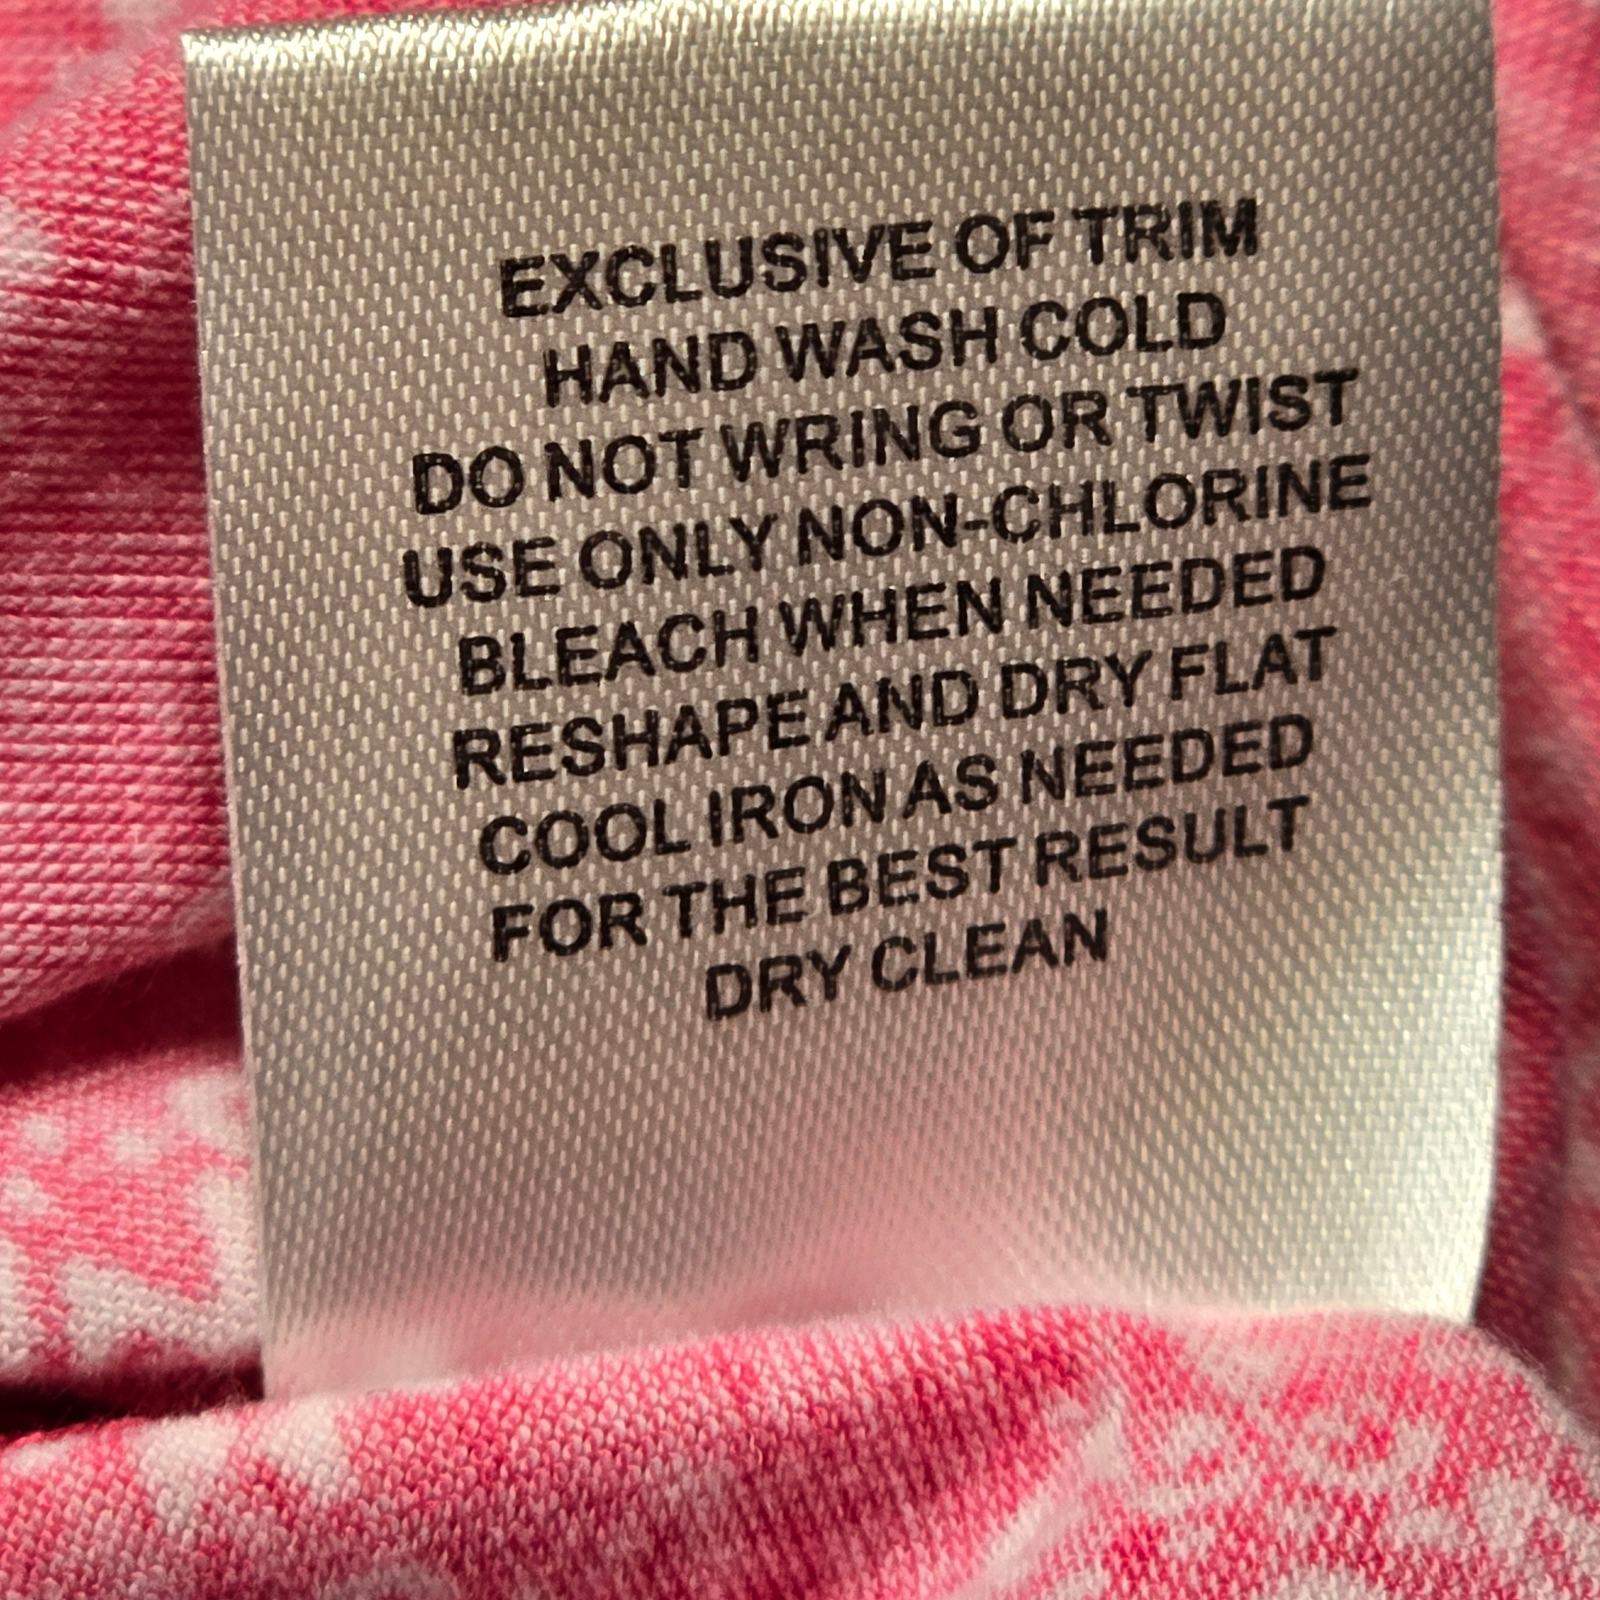 EXCLUSIVE OF TRIM
HAND WASH COLD
DO NOT WRING OR TWIST
USE ONLY NON-CHLORINE
BLEACH WHEN NEEDED
RESHAPE AND DRY FLAT
COOL IRON AS NEEDED
FOR THE BEST RESULT
DRY CLEAN